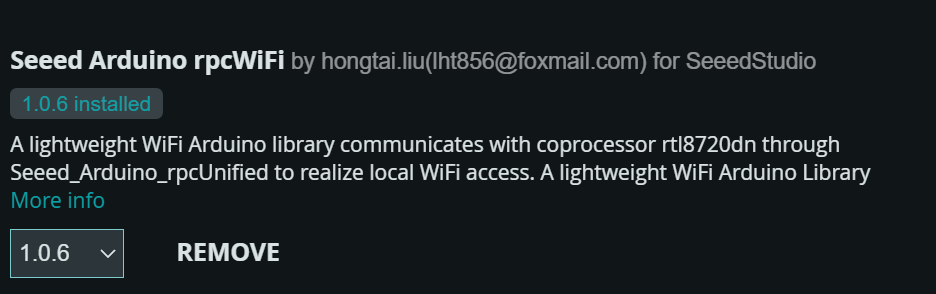 Seeed Arduino rpcWiFi by hongtai.liu(lht856@foxmail.com) for SeeedStudio
1.0.6 installed
A lightweight WiFi Arduino library communicates with coprocessor rtl8720dn through
Seeed_Arduino_rpcUnified to realize local WiFi access. A lightweight WiFi Arduino Library
More info
1.0.6 REMOVE